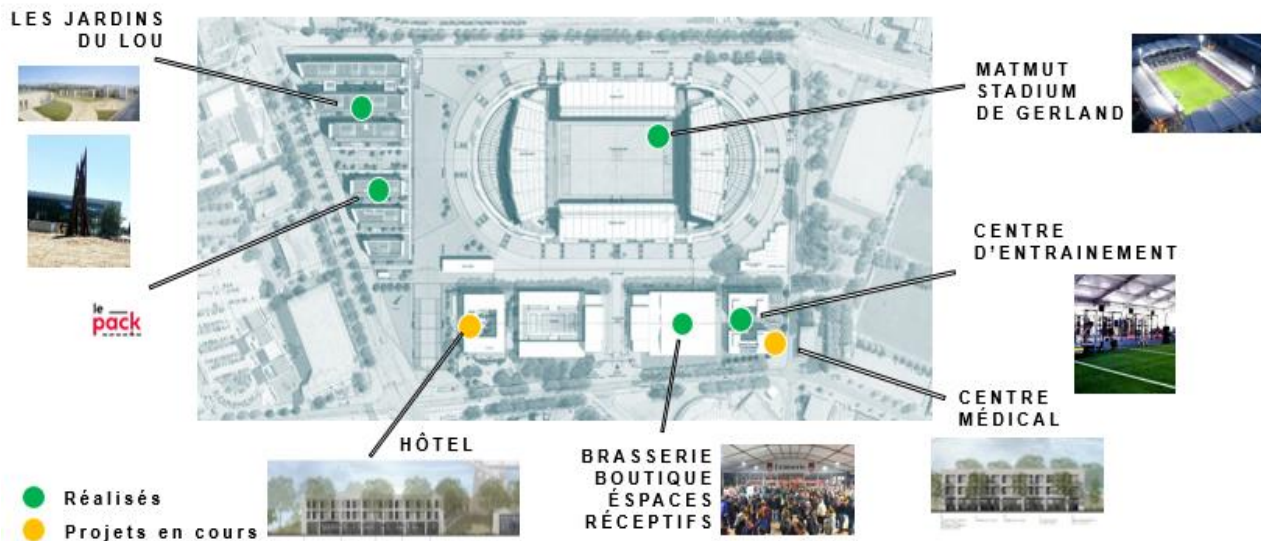 LES JARDINS
DU LOU
MATMUT
STADIUM
DE GERLAND
CENTRE
D'ENTRAINEMENT
le
pack
CENTRE
MÉDICAL
HÔTEL
BRASSERIE
BOUTIQUE
ÉSPACES
RÉCEPTIFS
Réalisés
Projets en cours